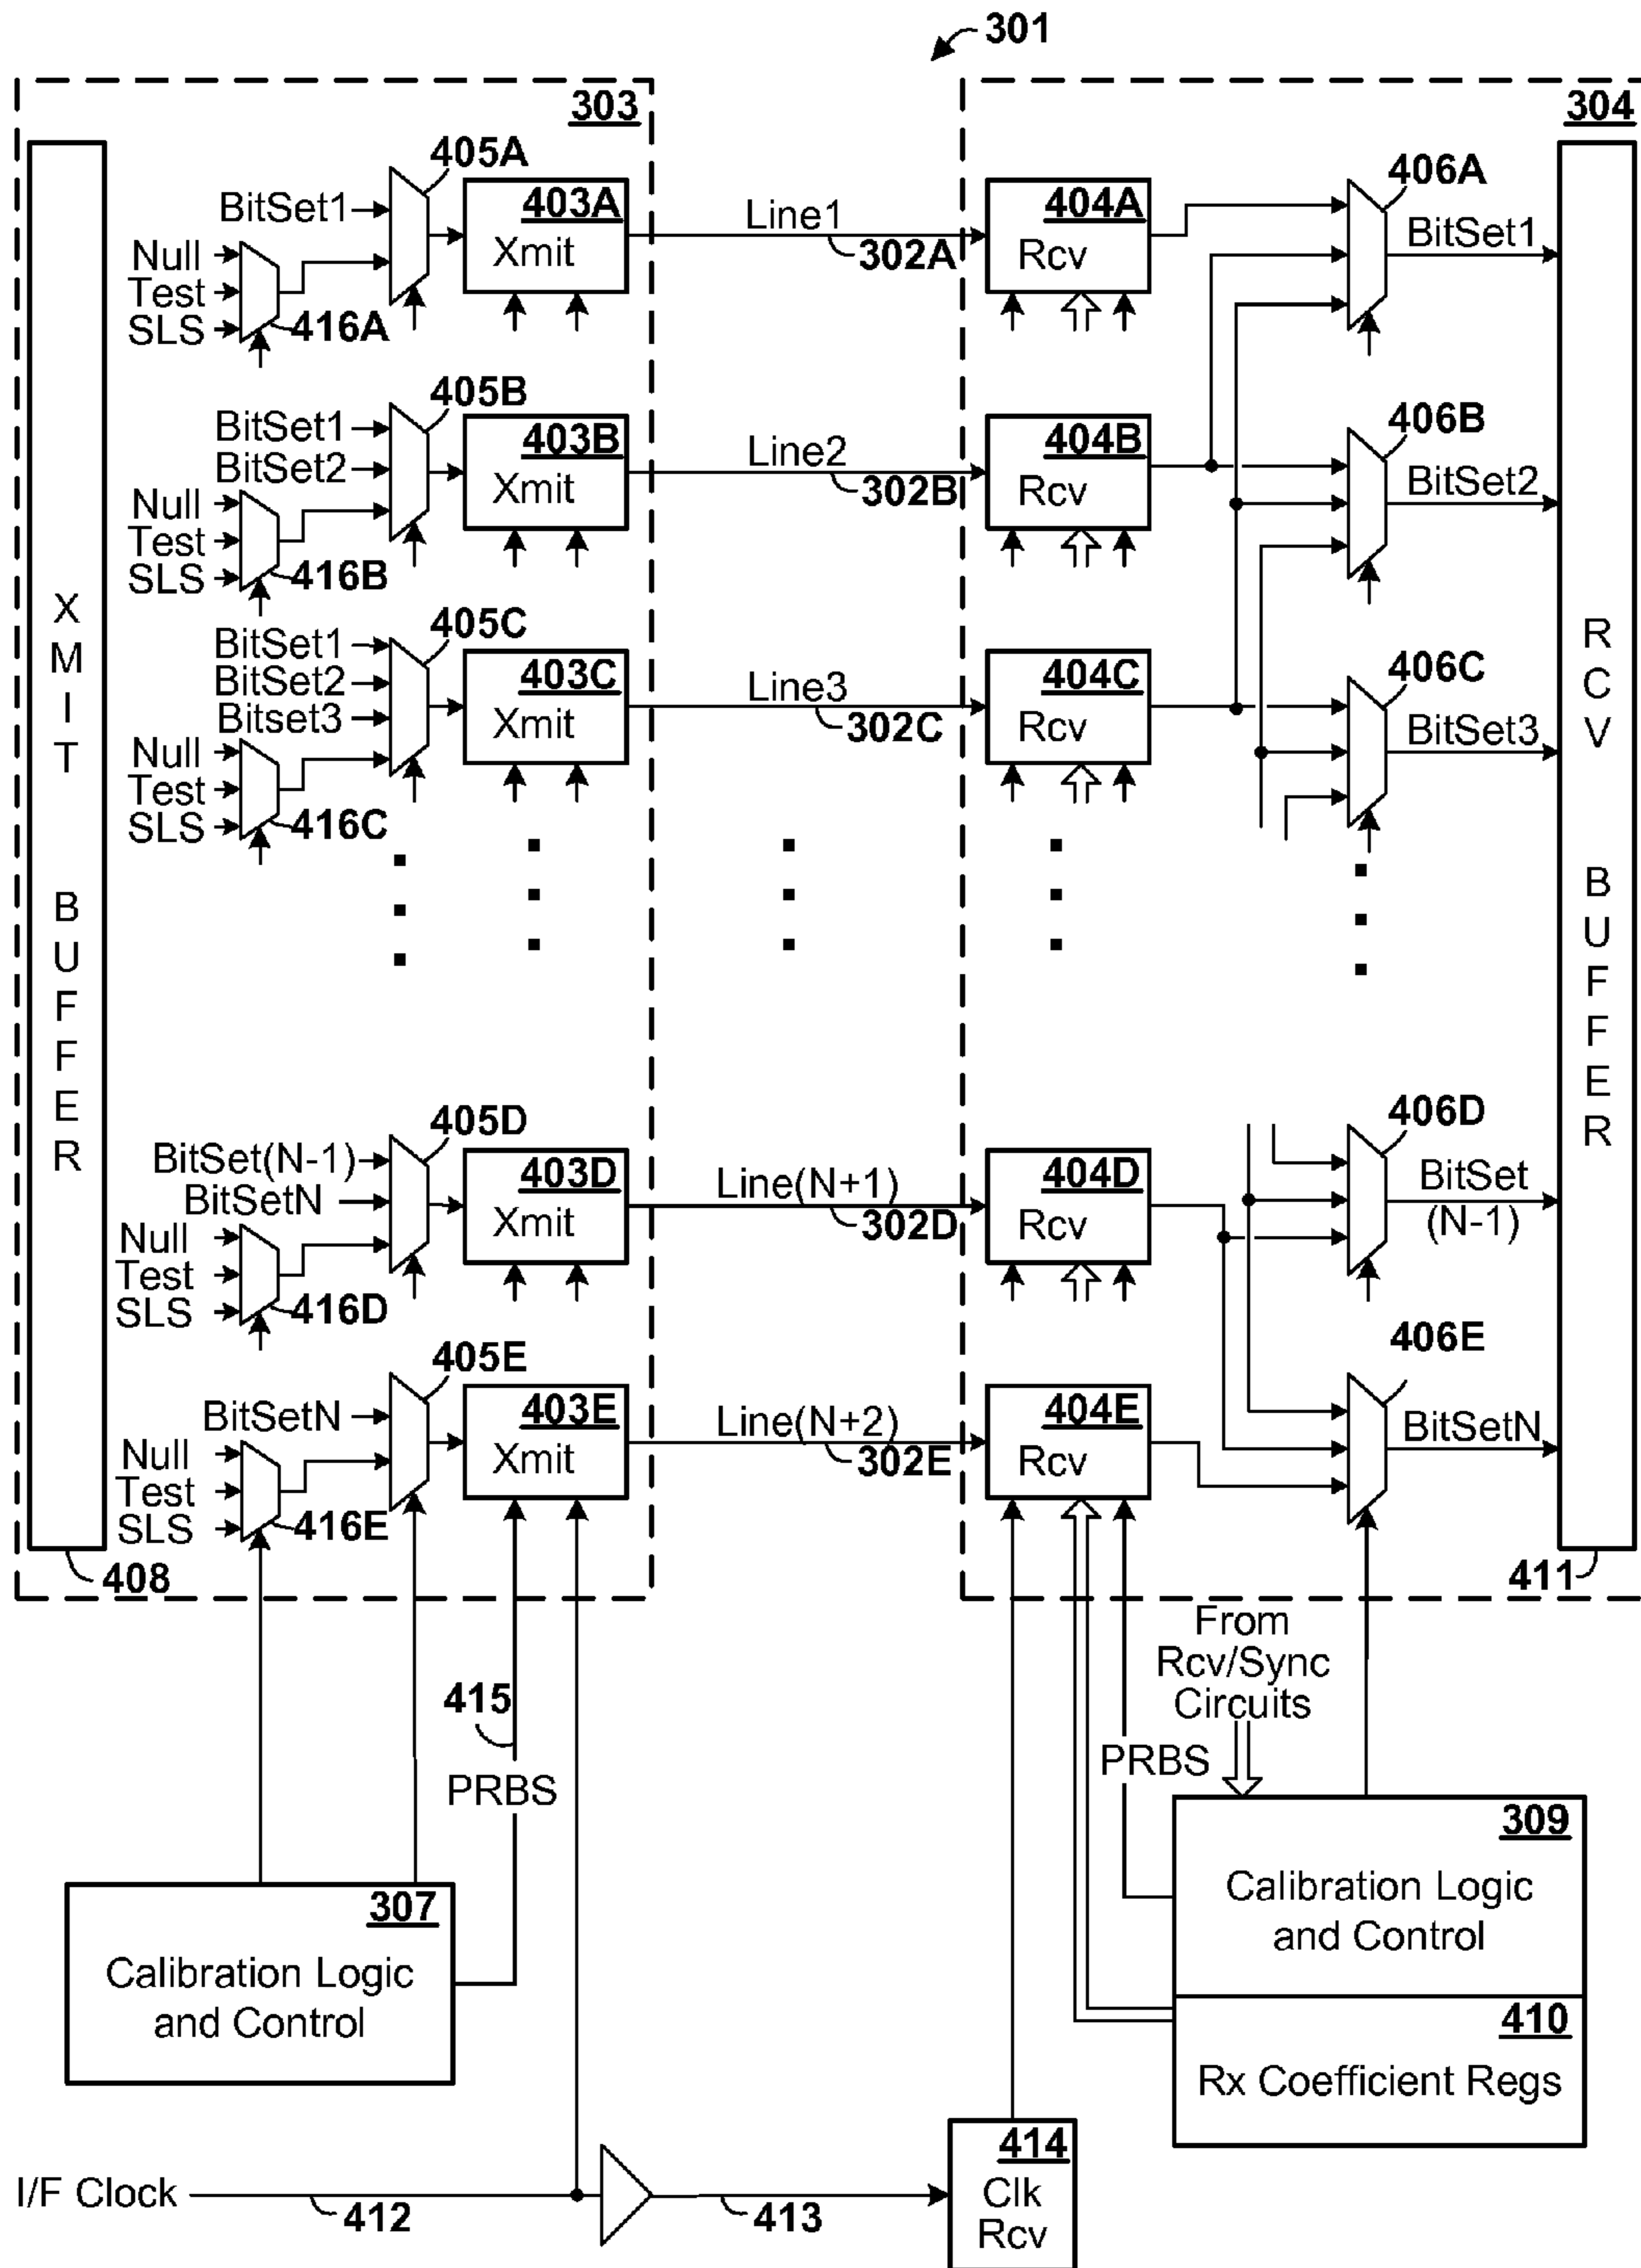 301
303
304
XMIT BUFFER
405A
BitSet1
403A
Xmit
Null
Test
SLS
416A
Line1
302A
404A
Rcv
406A
BitSet1
405B
BitSet1
BitSet2
403B
Xmit
Null
Test
SLS
416B
Line2
302B
404B
Rcv
406B
BitSet2
405C
BitSet1
BitSet2
Bitset3
403C
Xmit
Null
Test
SLS
416C
Line3
302C
404C
Rcv
406C
BitSet3
RCV BUFFER
405D
BitSet(N-1)
BitSetN
403D
Xmit
Null
Test
SLS
416D
Line(N+1)
302D
404D
Rcv
406D
BitSet
(N-1)
405E
BitSetN
403E
Xmit
Null
Test
SLS
416E
Line(N+2)
302E
404E
Rcv
406E
BitSetN
408
411
From
Rcv/Sync
Circuits
415
PRBS
PRBS
307
Calibration Logic
and Control
309
Calibration Logic
and Control
410
Rx Coefficient Regs
I/F Clock
412
413
414
Clk
Rcv